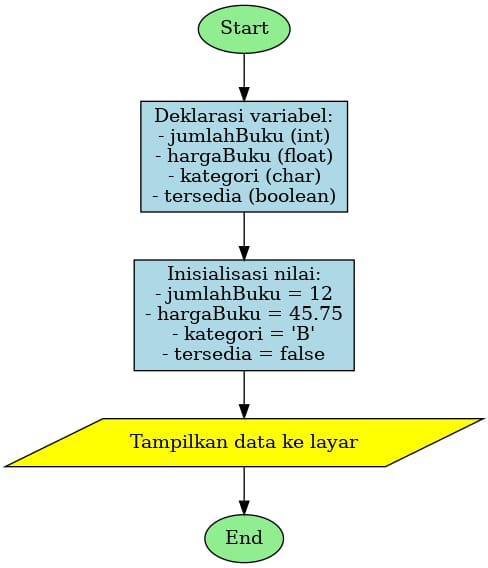 Start
Deklarasi variabel:
- jumlahBuku (int)
- hargaBuku (float)
- kategori (char)
- tersedia (boolean)
Inisialisasi nilai:
- jumlahBuku = 12
- hargaBuku = 45.75
- kategori = 'B'
- tersedia = false
Tampilkan data ke layar
End